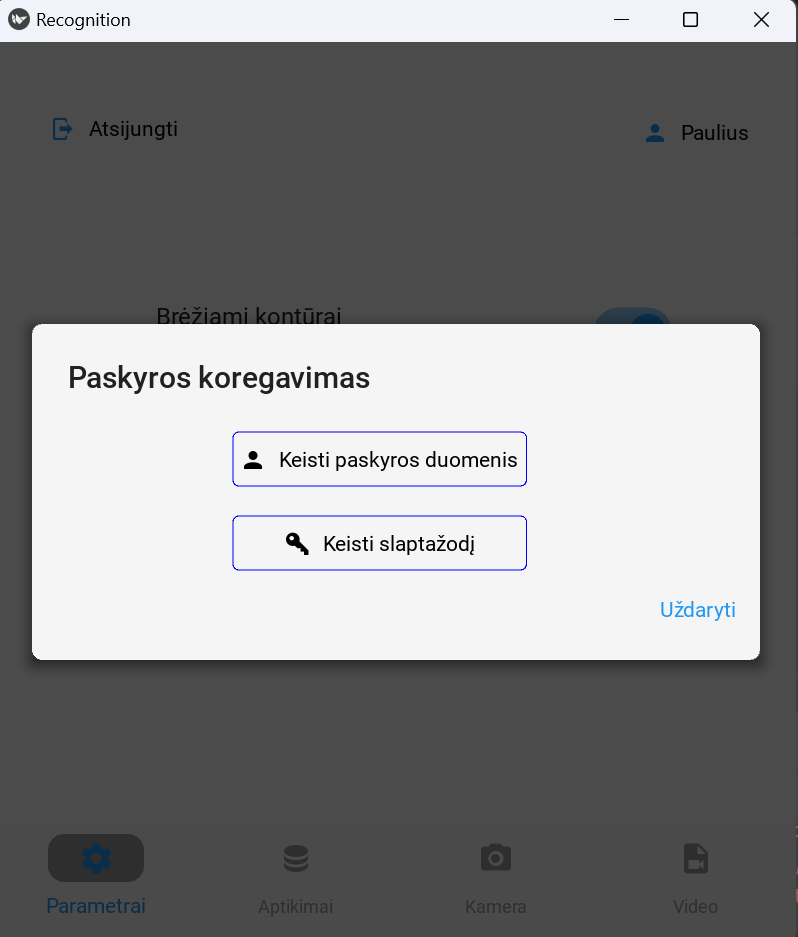 Recognition
Atsijungti
Paulius
Brėžiami kontūrai
Paskyros koregavimas
Keisti paskyros duomenis
Keisti slaptažodį
Uždaryti
Parametrai
Aptikimai
Kamera
Video